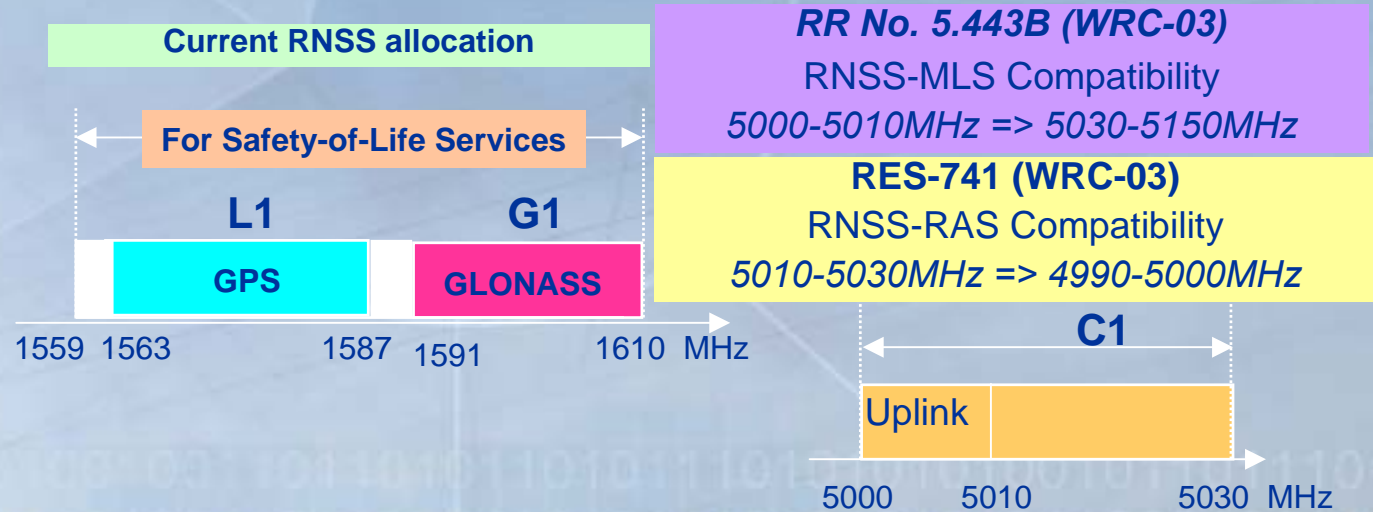 Current RNSS allocation
For Safety-of-Life Services
L1 G1
GPS GLONASS
1559 1563 1587 1591 1610 MHz
RR No. 5.443B (WRC-03)
RNSS-MLS Compatibility
5000-5010MHz => 5030-5150MHz
RES-741 (WRC-03)
RNSS-RAS Compatibility
5010-5030MHz => 4990-5000MHz
C1
Uplink
5000 5010 5030 MHz